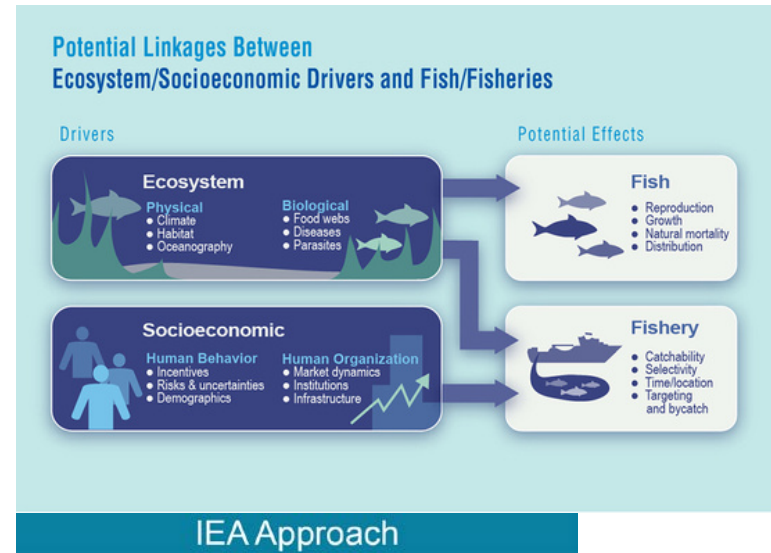 Potential Linkages Between
Ecosystem/Socioeconomic Drivers and Fish/Fisheries
Drivers
Potential Effects
Ecosystem
Physical
● Climate
● Habitat
● Oceanography
Biological
● Food webs
● Diseases
● Parasites
Fish
● Reproduction
● Growth
● Natural mortality
● Distribution
Socioeconomic
Human Behavior
● Incentives
● Risks & uncertainties
● Demographics
Human Organization
● Market dynamics
● Institutions
● Infrastructure
Fishery
● Catchability
● Selectivity
● Time/location
● Targeting
and bycatch
IEA Approach